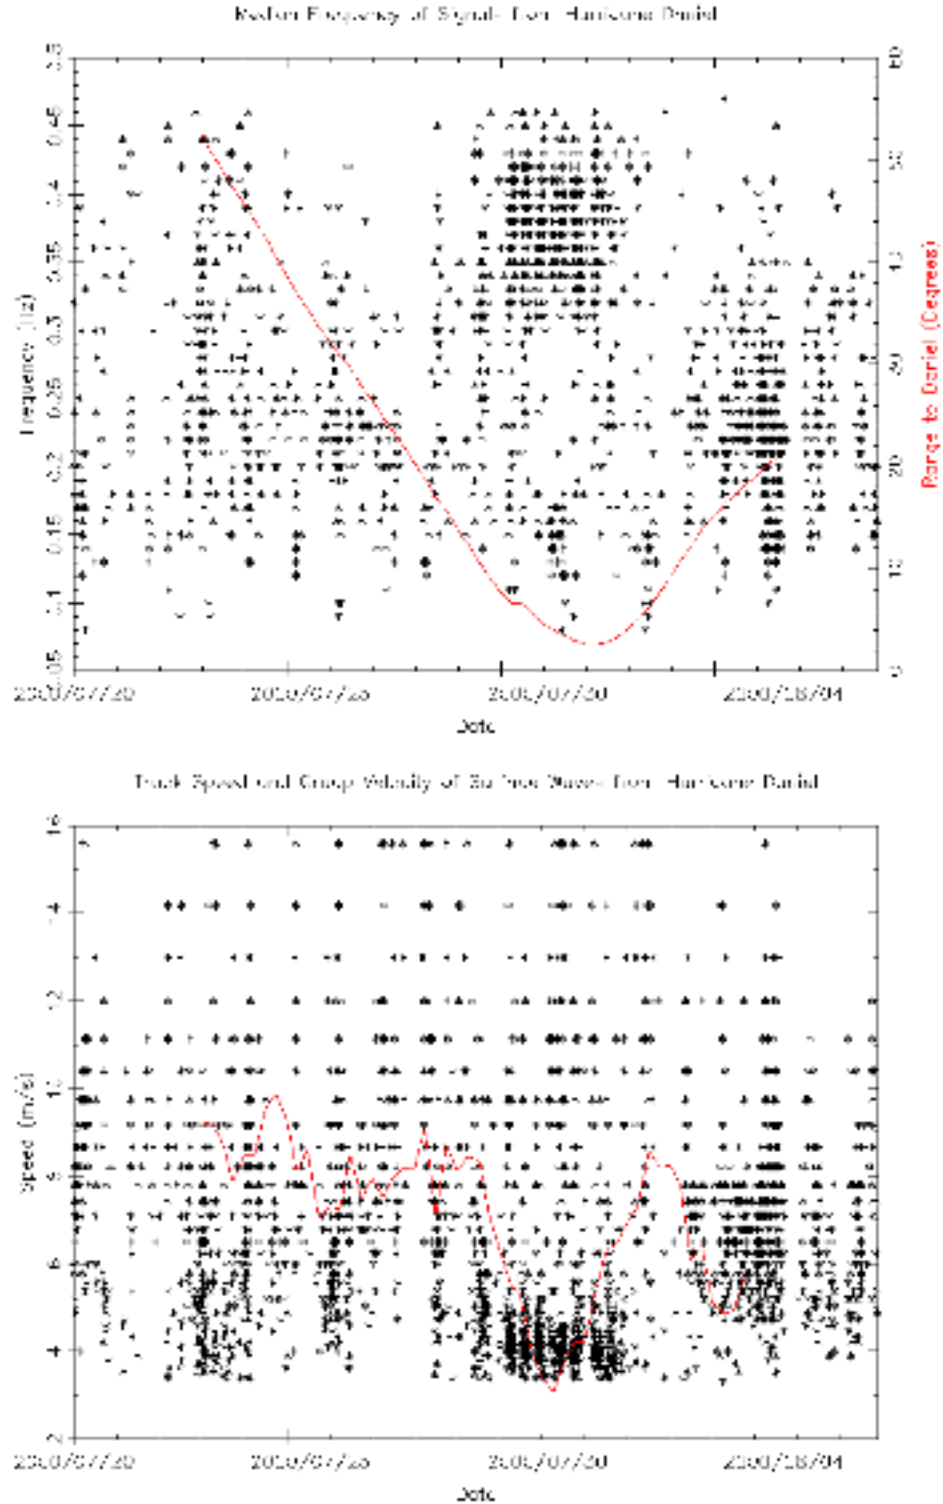 Median Frequency of Signals from Hurricane Daniel
Frequency (Hz)
0.45
0.4
0.35
0.3
0.25
0.2
0.15
0.1
60
50
40
30
20
10
0
Range to Daniel (Degrees)
2000/07/20 2000/07/25 2000/07/30 2000/08/04
Date
Track Speed and Group Velocity of Surface Waves from Hurricane Daniel
Speed (m/s)
16
14
12
10
8
6
4
2
2000/07/20 2000/07/25 2000/07/30 2000/08/04
Date